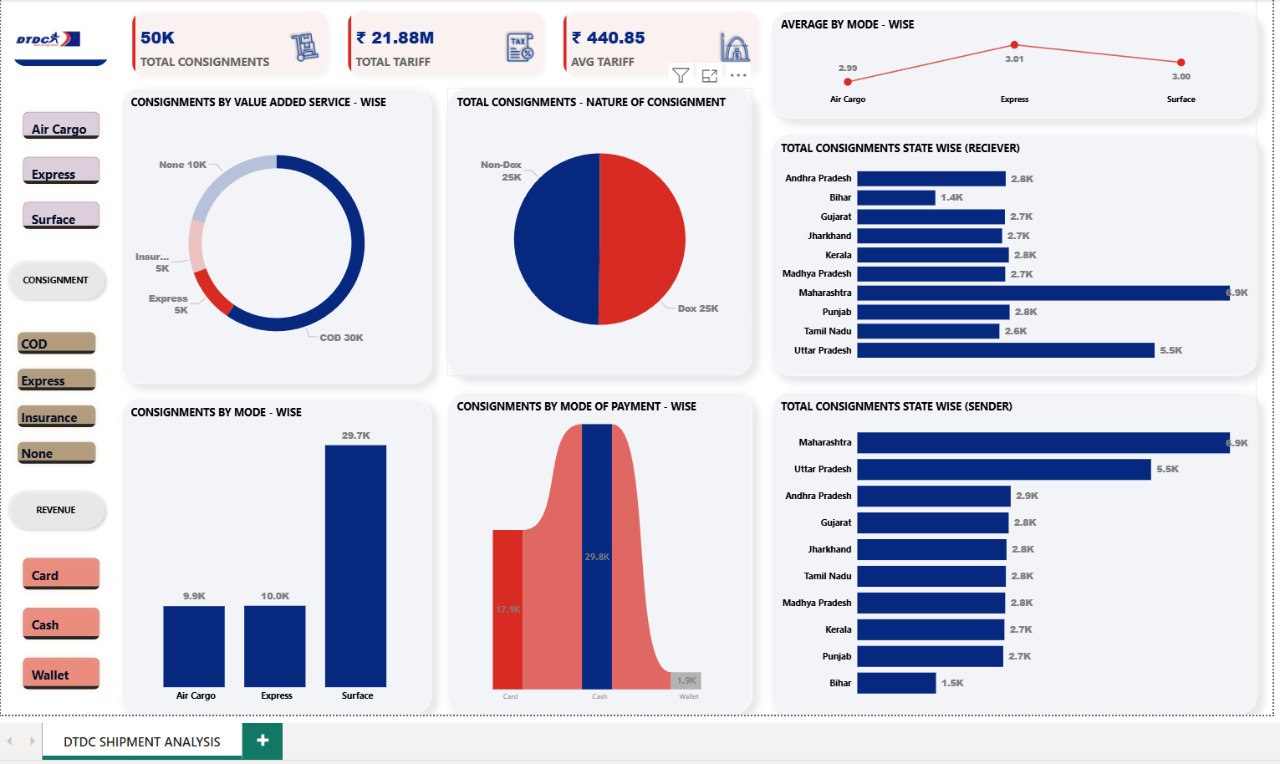 DTDC
50K
TOTAL CONSIGNMENTS
₹ 21.88M
TOTAL TARIFF
TAX
₹ 440.85
AVG TARIFF
Air Cargo
Express
Surface
CONSIGNMENT
COD
Express
Insurance
None
REVENUE
Card
Cash
Wallet
CONSIGNMENTS BY VALUE ADDED SERVICE - WISE
None 10K
Insur...
5K
Express
5K
COD 30K
TOTAL CONSIGNMENTS - NATURE OF CONSIGNMENT
Non-Dox
25K
Dox 25K
AVERAGE BY MODE - WISE
2.99
3.01
3.00
Air Cargo
Express
Surface
TOTAL CONSIGNMENTS STATE WISE (RECIEVER)
Andhra Pradesh 2.8K
Bihar 1.4K
Gujarat 2.7K
Jharkhand 2.7K
Kerala 2.8K
Madhya Pradesh 2.7K
Maharashtra .9K
Punjab 2.8K
Tamil Nadu 2.6K
Uttar Pradesh 5.5K
CONSIGNMENTS BY MODE - WISE
9.9K
10.0K
29.7K
Air Cargo
Express
Surface
CONSIGNMENTS BY MODE OF PAYMENT - WISE
17.9K
29.8K
1.9K
Card
Cash
Wallet
TOTAL CONSIGNMENTS STATE WISE (SENDER)
Maharashtra .9K
Uttar Pradesh 5.5K
Andhra Pradesh 2.9K
Gujarat 2.8K
Jharkhand 2.8K
Tamil Nadu 2.8K
Madhya Pradesh 2.8K
Kerala 2.7K
Punjab 2.7K
Bihar 1.5K
DTDC SHIPMENT ANALYSIS
+